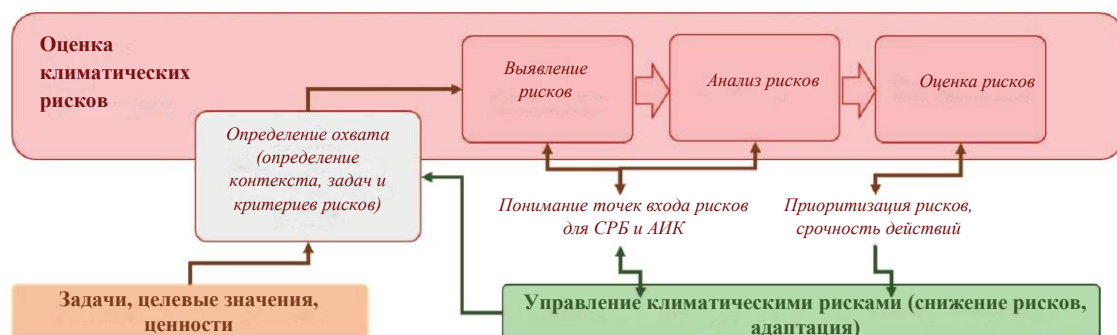 Оценка
климатических
рисков
Выявление
рисков
Анализ рисков
Оценка рисков
Определение охвата
(определение
контекста, задач и
критериев рисков)
Понимание точек входа рисков
для СРБ и АИК
Приоритизация рисков,
срочность действий
Задачи, целевые значения,
ценности
Управление климатическими рисками (снижение рисков,
адаптация)